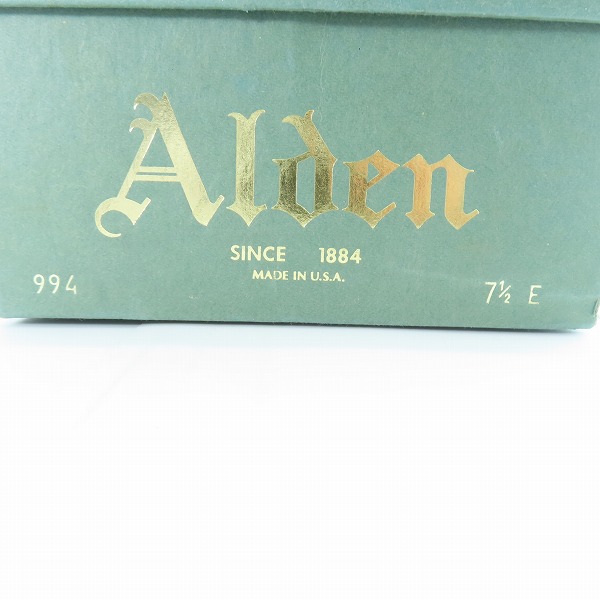 Alden
SINCE 1884
MADE IN U.S.A.
994 7½ E